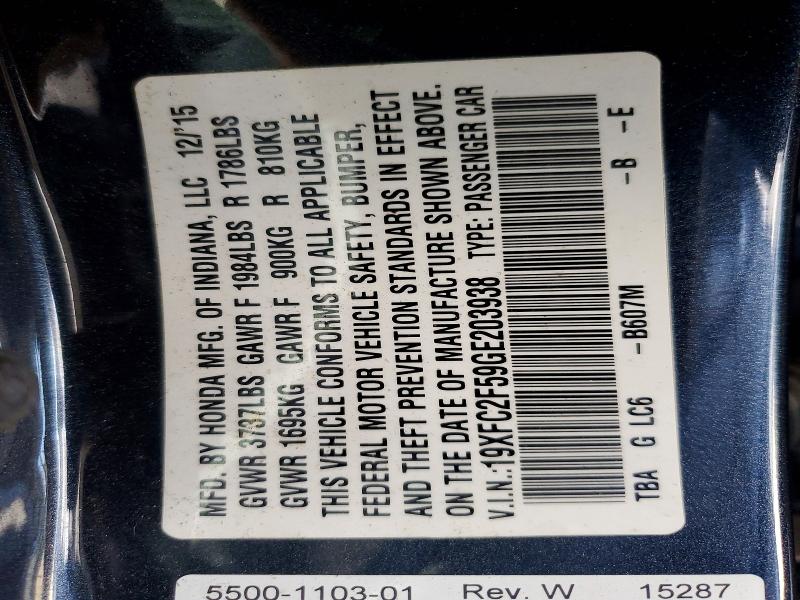 MFD. BY HONDA MFG. OF INDIANA, LLC 12/'15
GVWR 3737LBS GAWR F 1984LBS R 1786LBS
GVWR 1695KG GAWR F 900KG R 810KG
THIS VEHICLE CONFORMS TO ALL APPLICABLE
FEDERAL MOTOR VEHICLE SAFETY, BUMPER,
AND THEFT PREVENTION STANDARDS IN EFFECT
ON THE DATE OF MANUFACTURE SHOWN ABOVE.
V.I.N.:19XFC2F59GE203938 TYPE: PASSENGER CAR
TBA G LC6 -B607M -B -E
5500-1103-01 Rev. W 15287